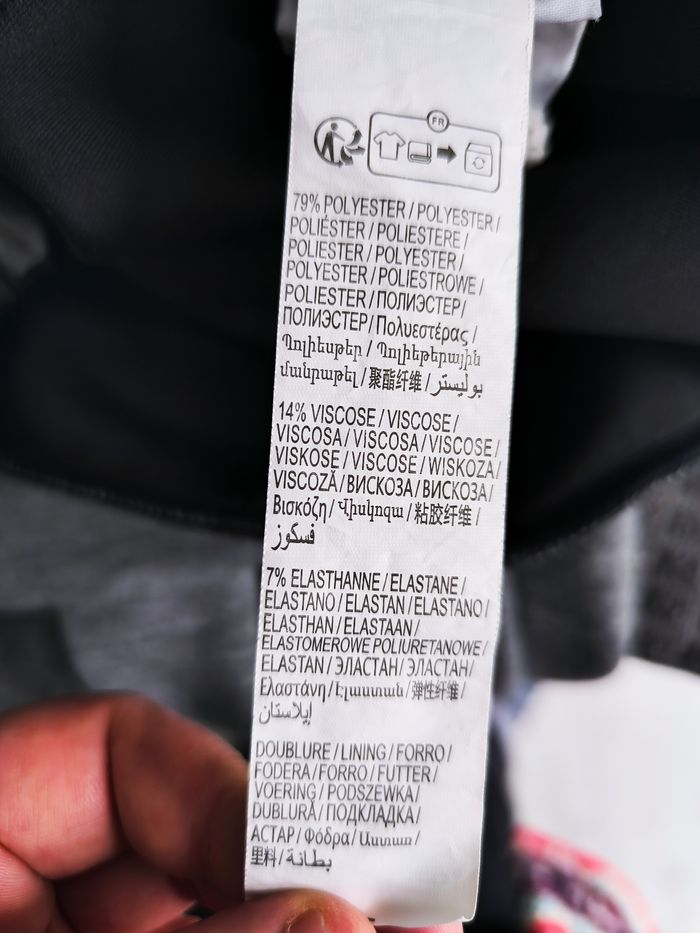 FR
79% POLYESTER / POLYESTER /
POLIÉSTER / POLIESTERE /
POLIESTER / POLYESTER /
POLYESTER / POLIESTROWE /
POLIESTER / ПОЛИЭСТЕР /
ПОЛИЭСТЕР / Πολυεστέρας /
Պոլիեսթեր / Պոլիեթերային
մանրաթել / 聚酯纤维 / بوليستر
14% VISCOSE / VISCOSE /
VISCOSA / VISCOSA / VISCOSE /
VISKOSE / VISCOSE / WISKOZA /
VISCOZĂ / ВИСКОЗА / ВИСКОЗА /
Βισκόζη / Վիսկոզա / 粘胶纤维 /
فسكوز
7% ELASTHANNE / ELASTANE /
ELASTANO / ELASTAN / ELASTANO /
ELASTHAN / ELASTAAN /
ELASTOMEROWE POLIURETANOWE /
ELASTAN / ЭЛАСТАН / ЭЛАСТАН /
Ελαστάνη / Էլաստան / 弹性纤维 /
إيلاستان
DOUBLURE / LINING / FORRO /
FODERA / FORRO / FUTTER /
VOERING / PODSZEWKA /
DUBLURĂ / ПОДКЛАДКА /
АСТАР / Φόδρα / Աստառ /
里料 / بطانة